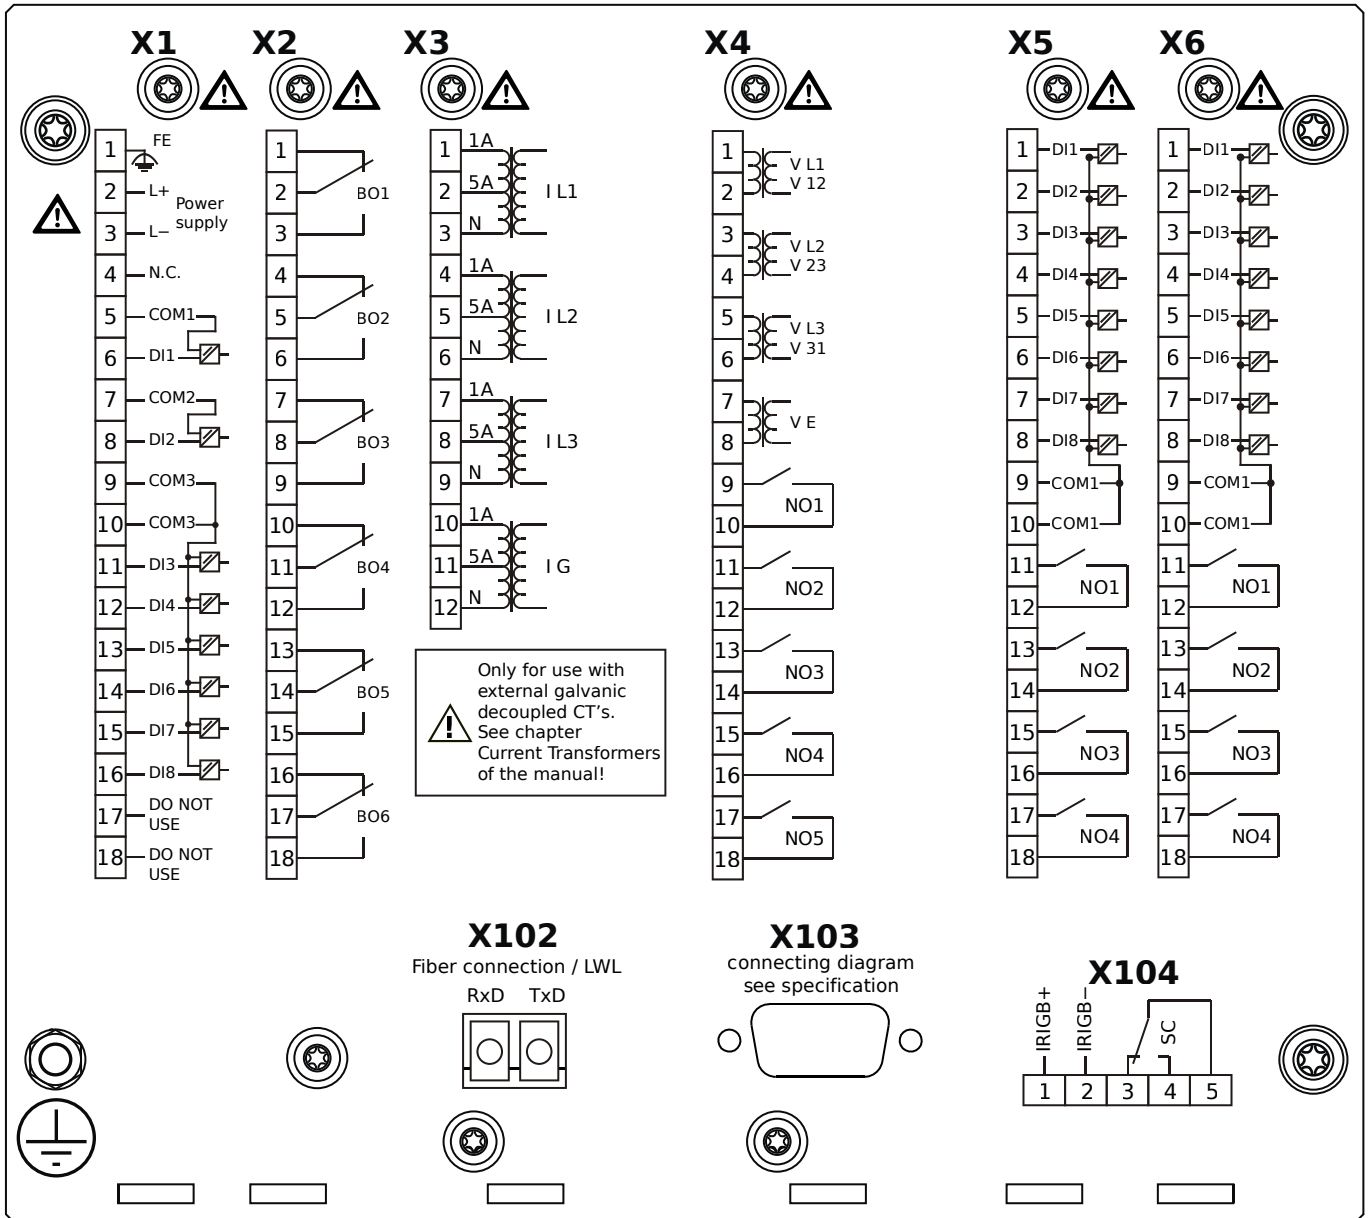 X1
X2
X3
X4
X5
X6
1 FE
2 L+
Power
supply
3 L−
4 N.C.
5 COM1
6 DI1
7 COM2
8 DI2
9 COM3
10 COM3
11 DI3
12 DI4
13 DI5
14 DI6
15 DI7
16 DI8
17 DO NOT
USE
18 DO NOT
USE
1
2 BO1
3
4
5 BO2
6
7
8 BO3
9
10
11 BO4
12
13
14 BO5
15
16
17 BO6
18
1 1A
2 5A I L1
3 N
4 1A
5 5A I L2
6 N
7 1A
8 5A I L3
9 N
10 1A
11 5A I G
12 N
Only for use with
external galvanic
decoupled CT's.
See chapter
Current Transformers
of the manual!
1 V L1
2 V 12
3 V L2
4 V 23
5 V L3
6 V 31
7
V E
8
9
NO1
10
11
NO2
12
13
NO3
14
15
NO4
16
17
NO5
18
1 DI1
2 DI2
3 DI3
4 DI4
5 DI5
6 DI6
7 DI7
8 DI8
9 COM1
10 COM1
11
NO1
12
13
NO2
14
15
NO3
16
17
NO4
18
1 DI1
2 DI2
3 DI3
4 DI4
5 DI5
6 DI6
7 DI7
8 DI8
9 COM1
10 COM1
11
NO1
12
13
NO2
14
15
NO3
16
17
NO4
18
X102
Fiber connection / LWL
RxD TxD
X103
connecting diagram
see specification
X104
IRIGB+
IRIGB−
SC
1 2 3 4 5